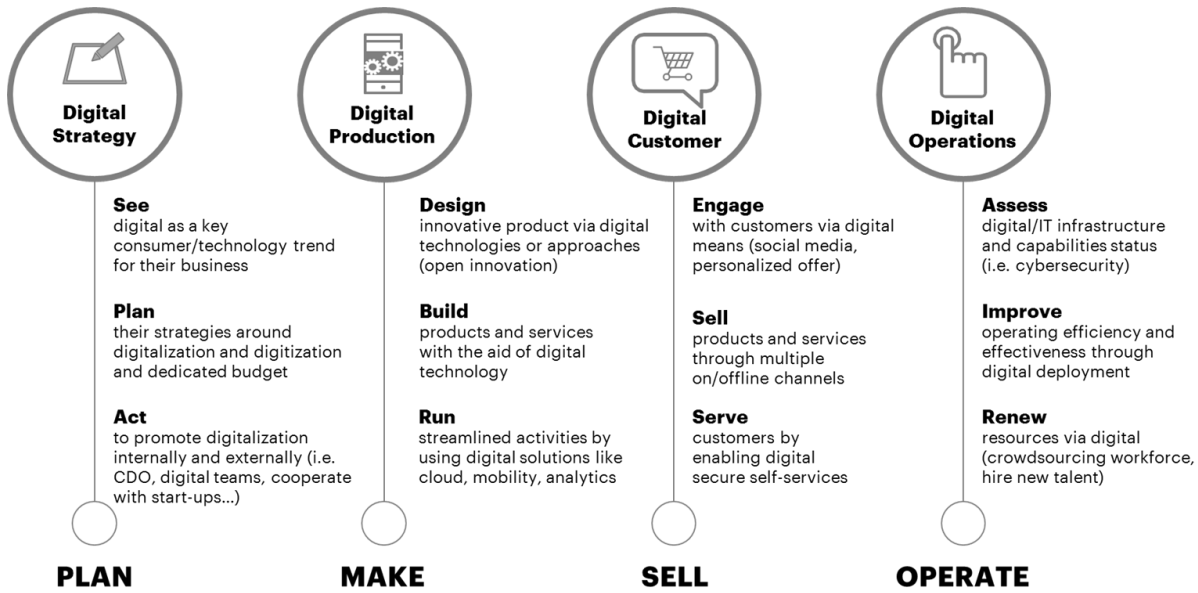 Digital
Strategy
See
digital as a key
consumer/technology trend
for their business
Plan
their strategies around
digitalization and digitization
and dedicated budget
Act
to promote digitalization
internally and externally (i.e.
CDO, digital teams, cooperate
with start-ups...)
PLAN
Digital
Production
Design
innovative product via digital
technologies or approaches
(open innovation)
Build
products and services
with the aid of digital
technology
Run
streamlined activities by
using digital solutions like
cloud, mobility, analytics
MAKE
Digital
Customer
Engage
with customers via digital
means (social media,
personalized offer)
Sell
products and services
through multiple
on/offline channels
Serve
customers by
enabling digital
secure self-services
SELL
Digital
Operations
Assess
digital/IT infrastructure
and capabilities status
(i.e. cybersecurity)
Improve
operating efficiency and
effectiveness through
digital deployment
Renew
resources via digital
(crowdsourcing workforce,
hire new talent)
OPERATE